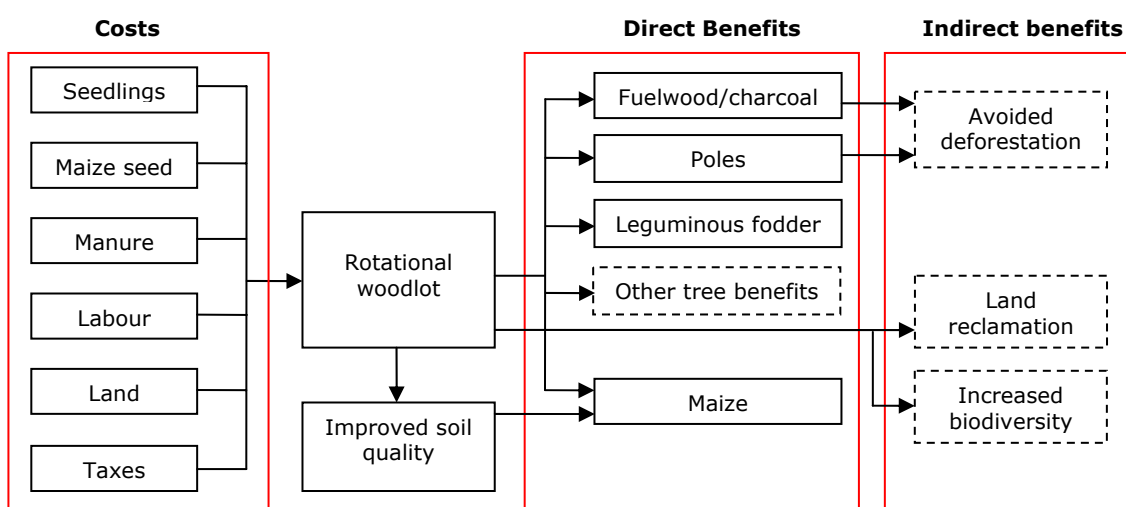 Costs
Direct Benefits
Indirect benefits
Seedlings
Maize seed
Manure
Labour
Land
Taxes
Rotational
woodlot
Improved soil
quality
Fuelwood/charcoal
Poles
Leguminous fodder
Other tree benefits
Maize
Avoided
deforestation
Land
reclamation
Increased
biodiversity